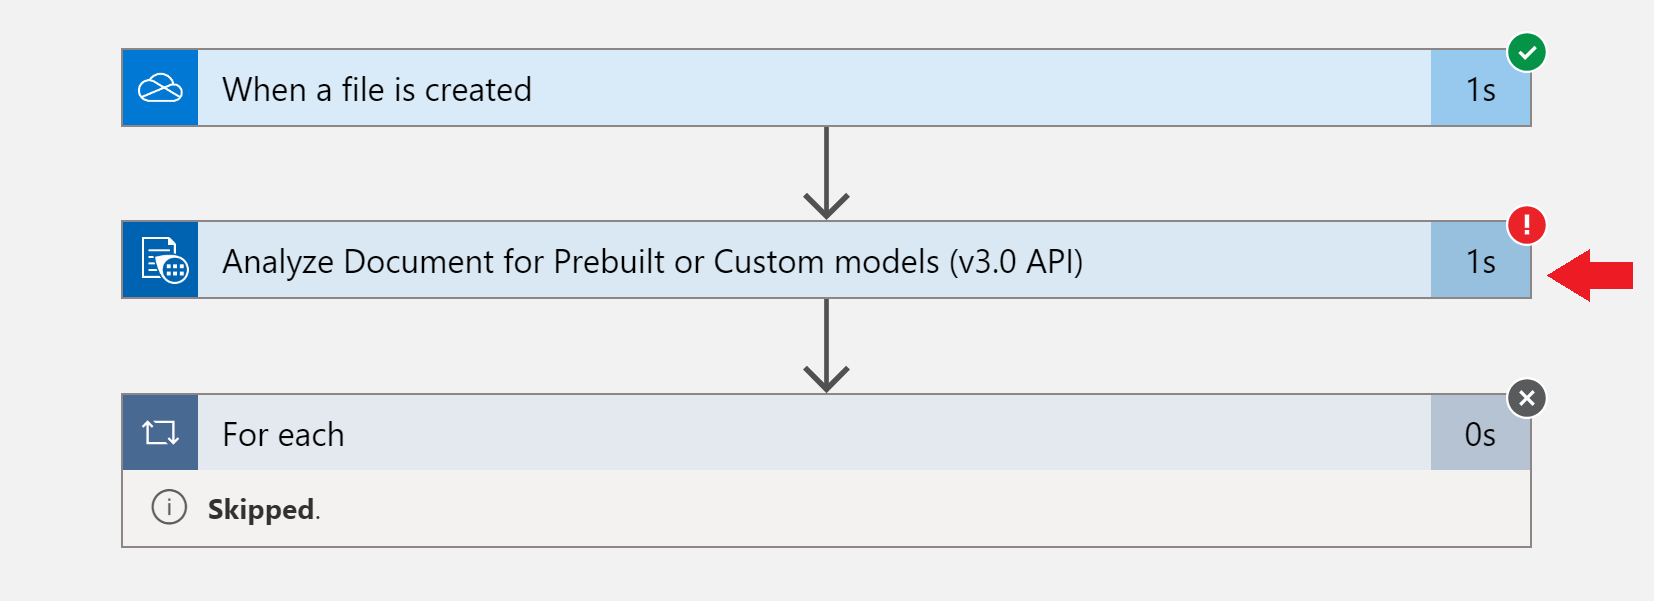 When a file is created
1s
Analyze Document for Prebuilt or Custom models (v3.0 API)
1s
For each
0s
Skipped.